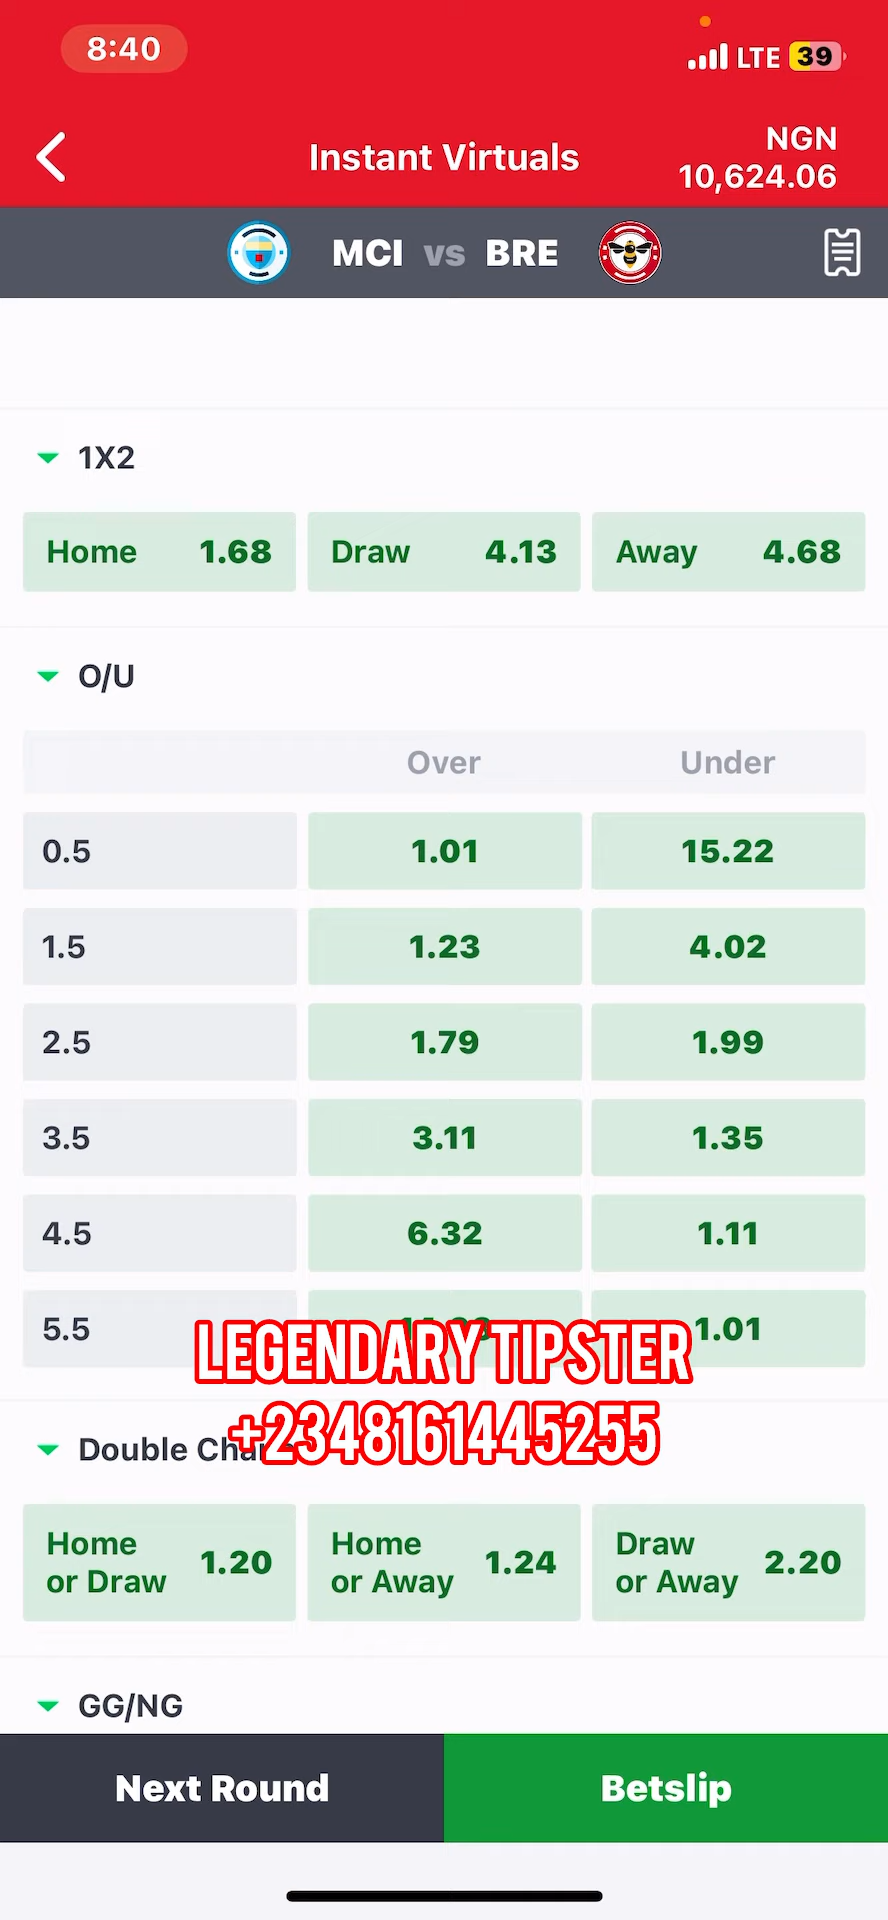 8:40
LTE 39
Instant Virtuals
NGN
10,624.06
MCI vs BRE
1X2
Home 1.68 Draw 4.13 Away 4.68
O/U
Over Under
0.5 1.01 15.22
1.5 1.23 4.02
2.5 1.79 1.99
3.5 3.11 1.35
4.5 6.32 1.11
5.5 1.01
LEGENDARY TIPSTER
+2348161445255
Double
Home or Draw 1.20 Home or Away 1.24 Draw or Away 2.20
GG/NG
Next Round Betslip